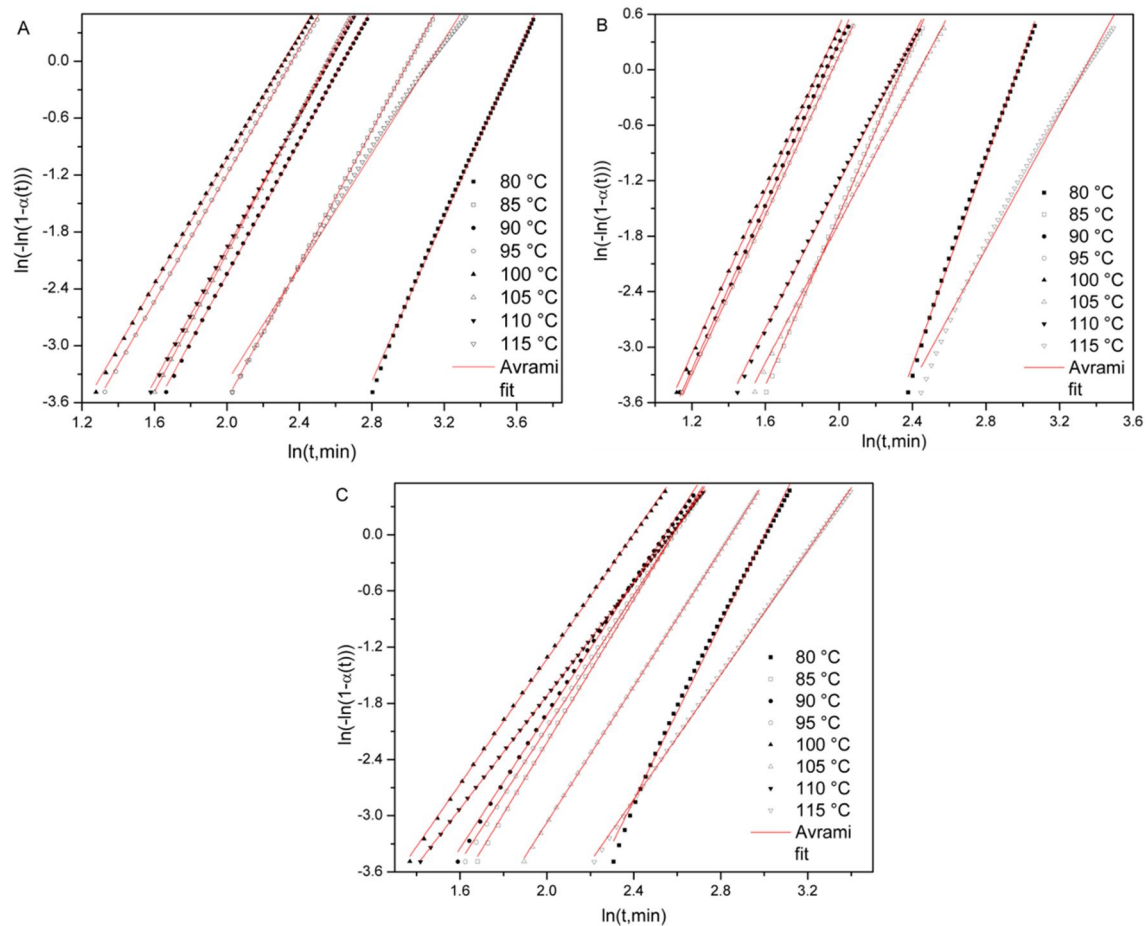 A
ln(-ln(1-α(t)))
0.0
-0.6
-1.2
-1.8
-2.4
-3.0
-3.6
1.2 1.6 2.0 2.4 2.8 3.2 3.6
ln(t,min)
80 °C
85 °C
90 °C
95 °C
100 °C
105 °C
110 °C
115 °C
Avrami
fit
B
ln(-ln(1-α(t)))
0.6
0.0
-0.6
-1.2
-1.8
-2.4
-3.0
-3.6
1.2 1.6 2.0 2.4 2.8 3.2 3.6
ln(t,min)
80 °C
85 °C
90 °C
95 °C
100 °C
105 °C
110 °C
115 °C
Avrami
fit
C
ln(-ln(1-α(t)))
0.0
-0.6
-1.2
-1.8
-2.4
-3.0
-3.6
1.6 2.0 2.4 2.8 3.2
ln(t,min)
80 °C
85 °C
90 °C
95 °C
100 °C
105 °C
110 °C
115 °C
Avrami
fit